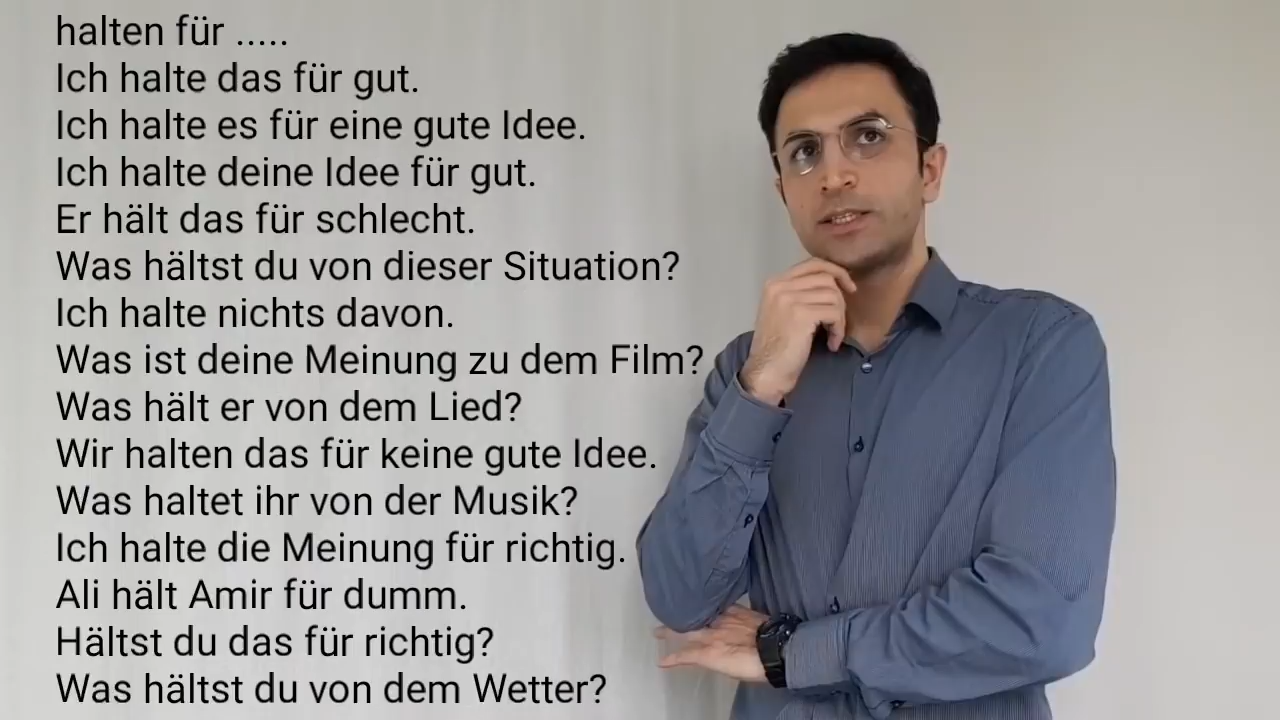 halten für .....
Ich halte das für gut.
Ich halte es für eine gute Idee.
Ich halte deine Idee für gut.
Er hält das für schlecht.
Was hältst du von dieser Situation?
Ich halte nichts davon.
Was ist deine Meinung zu dem Film?
Was hält er von dem Lied?
Wir halten das für keine gute Idee.
Was haltet ihr von der Musik?
Ich halte die Meinung für richtig.
Ali hält Amir für dumm.
Hältst du das für richtig?
Was hältst du von dem Wetter?